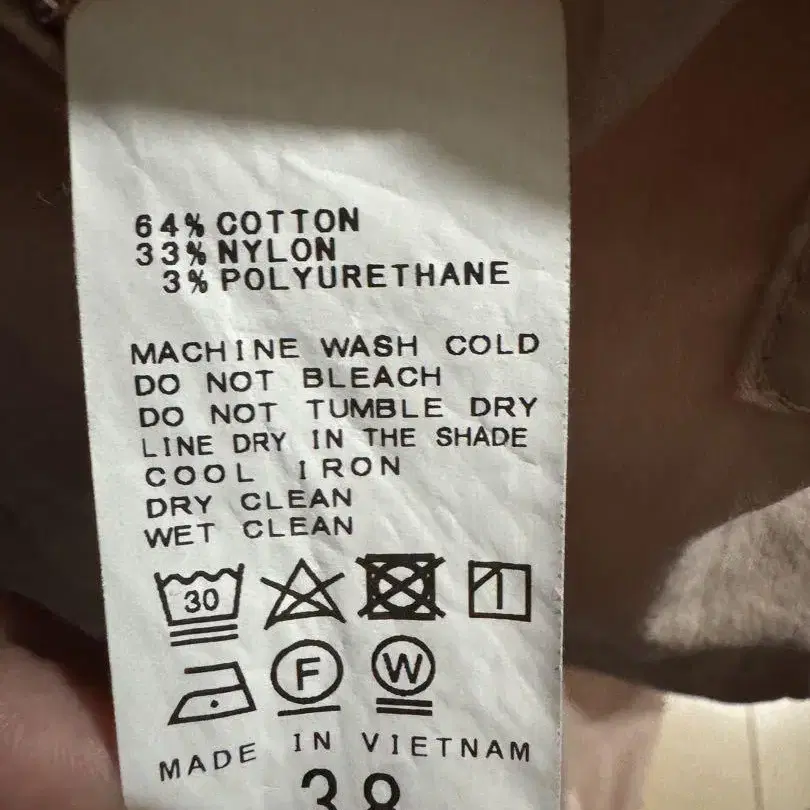 64% COTTON
33% NYLON
3% POLYURETHANE
MACHINE WASH COLD
DO NOT BLEACH
DO NOT TUMBLE DRY
LINE DRY IN THE SHADE
COOL IRON
DRY CLEAN
WET CLEAN
30
F W
MADE IN VIETNAM
38